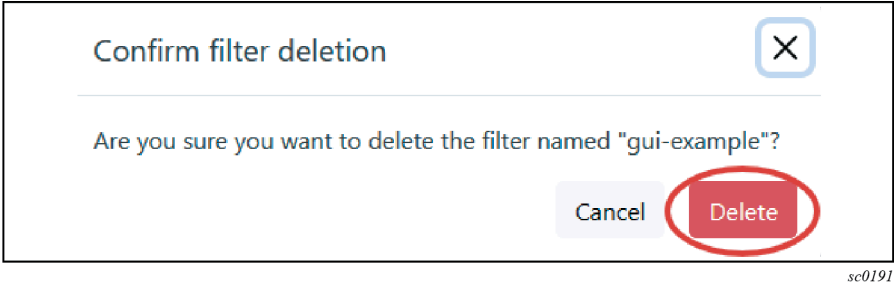 Confirm filter deletion
Are you sure you want to delete the filter named "gui-example"?
Cancel Delete
sc0191